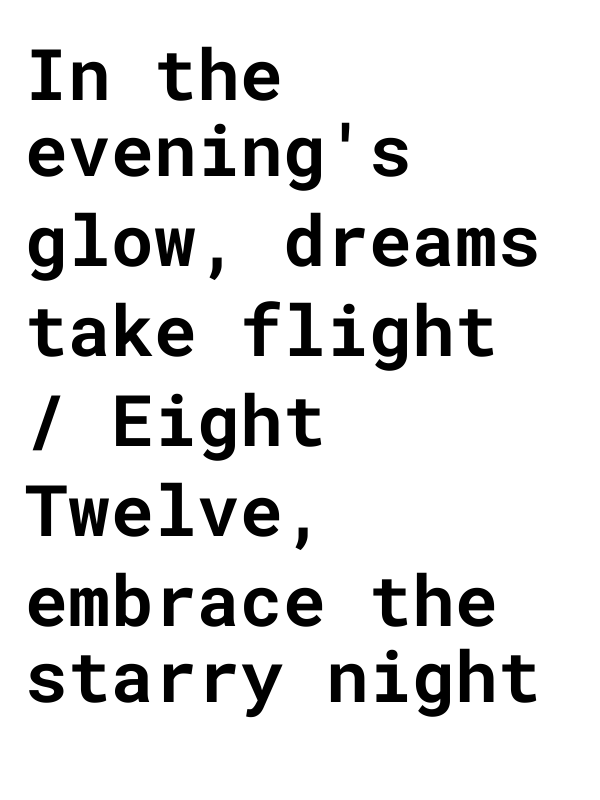 In the
evening's
glow, dreams
take flight
/ Eight
Twelve,
embrace the
starry night